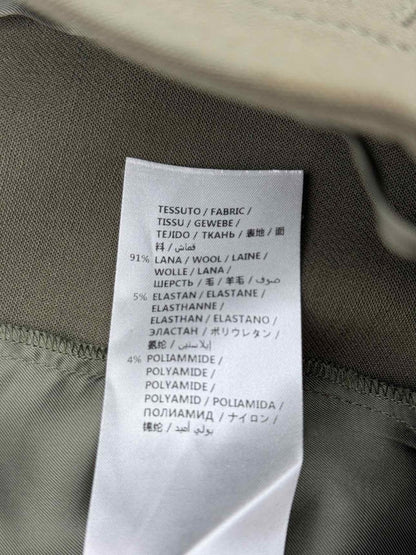 TESSUTO / FABRIC /
TISSU / GEWEBE /
TEJIDO / ТКАНЬ / 裏地 / 面
料 / قماش
91% LANA / WOOL / LAINE /
WOLLE / LANA /
ШЕРСТЬ / 毛 / 羊毛 / صوف
5% ELASTAN / ELASTANE /
ELASTHANNE /
ELASTHAN / ELASTANO /
ЭЛАСТАН / ポリウレタン /
氨纶 / إيلاستين
4% POLIAMMIDE /
POLYAMIDE /
POLYAMIDE /
POLYAMID / POLIAMIDA /
ПОЛИАМИД / ナイロン /
锦纶 / بولي أميد